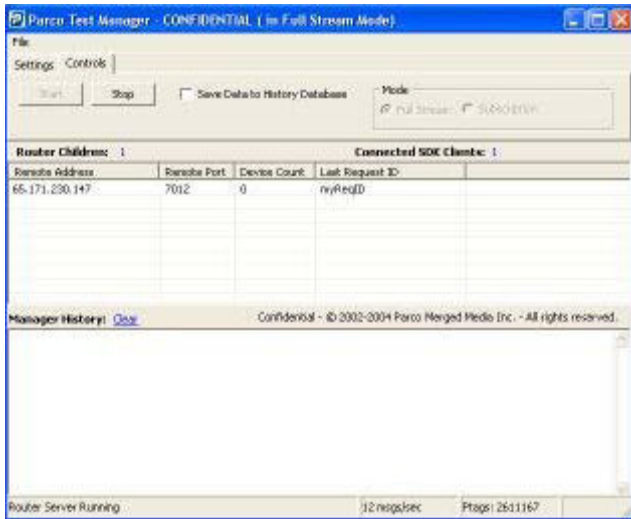 Parco Test Manager - CONFIDENTIAL ( in Full Stream Mode)
File
Settings Controls
Start Stop Save Data to History Database Mode
Full Stream Subscription
Router Children: 1 Connected SDK Clients: 1
Remote Address Remote Port Device Count Last Request ID
65.171.230.147 7012 0 myReqID
Manager History: Clear Confidential - © 2002-2004 Parco Merged Media Inc. - All rights reserved.
Router Server Running 12 msgs/sec Ptags: 2611167